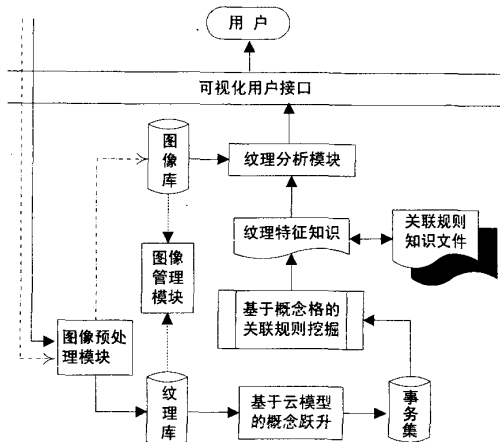 用 户
可视化用户接口
图
像
库
纹理分析模块
纹理特征知识
关联规则
知识文件
图像
管理
模块
基于概念格的
关联规则挖掘
图像预处
理模块
纹
理
库
基于云模型
的概念跃升
事
务
集